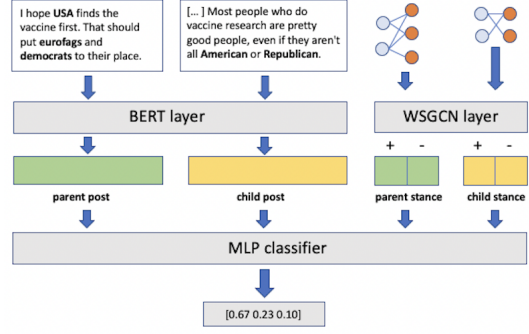 I hope USA finds the
vaccine first. That should
put eurofags and
democrats to their place.
[... ] Most people who do
vaccine research are pretty
good people, even if they aren't
all American or Republican.
BERT layer
WSGCN layer
+ - + -
parent post
child post
parent stance
child stance
MLP classifier
[0.67 0.23 0.10]